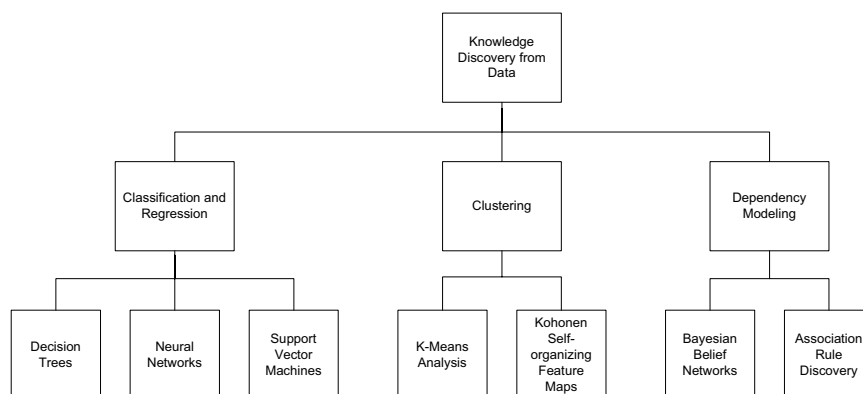 Knowledge
Discovery from
Data
Classification and
Regression
Clustering
Dependency
Modeling
Decision
Trees
Neural
Networks
Support
Vector
Machines
K-Means
Analysis
Kohonen
Self-
organizing
Feature
Maps
Bayesian
Belief
Networks
Association
Rule
Discovery